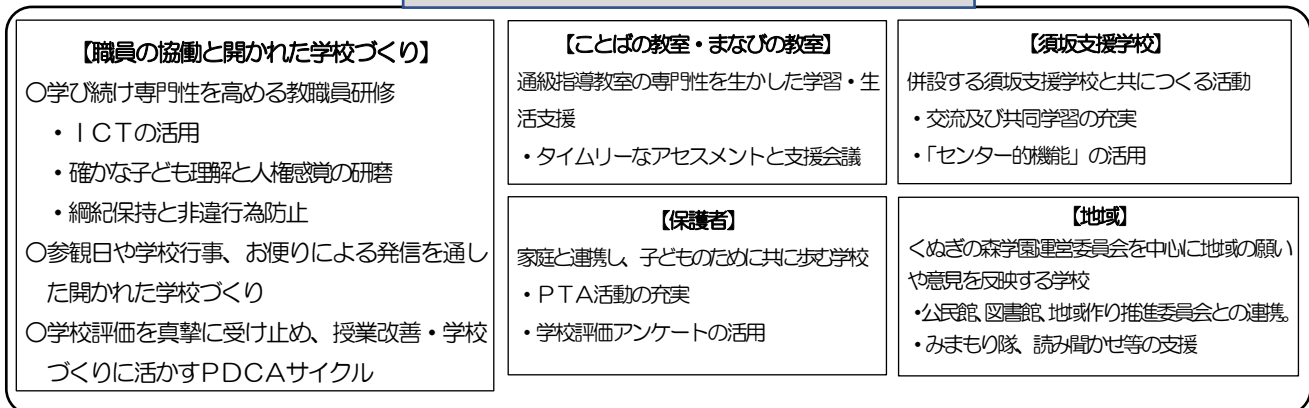 【職員の協働と開かれた学校づくり】
○学び続け専門性を高める教職員研修
・ICTの活用
・確かな子ども理解と人権感覚の研磨
・綱紀保持と非違行為防止
○参観日や学校行事、お便りによる発信を通し
た開かれた学校づくり
○学校評価を真摯に受け止め、授業改善・学校
づくりに活かすPDCAサイクル
【ことばの教室・まなびの教室】
通級指導教室の専門性を生かした学習・生
活支援
・タイムリーなアセスメントと支援会議
【須坂支援学校】
併設する須坂支援学校と共につくる活動
・交流及び共同学習の充実
・「センター的機能」の活用
【保護者】
家庭と連携し、子どものために共に歩む学校
・PTA活動の充実
・学校評価アンケートの活用
【地域】
くぬぎの森学園運営委員会を中心に地域の願い
や意見を反映する学校
・公民館、図書館、地域作り推進委員会との連携。
・みまもり隊、読み聞かせ等の支援